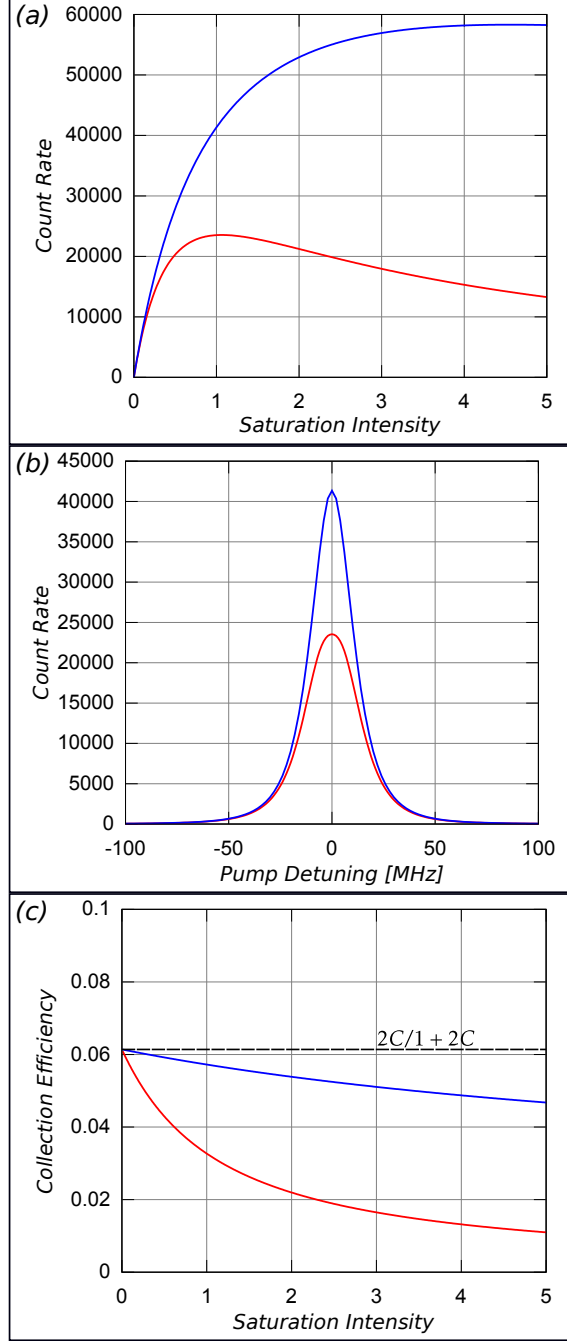 (a)
60000
50000
40000
30000
20000
10000
0
Count Rate
0 1 2 3 4 5
Saturation Intensity
(b)
45000
40000
35000
30000
25000
20000
15000
10000
5000
0
Count Rate
-100 -50 0 50 100
Pump Detuning [MHz]
(c)
0.1
0.08
0.06
0.04
0.02
0
Collection Efficiency
2C/1 + 2C
0 1 2 3 4 5
Saturation Intensity